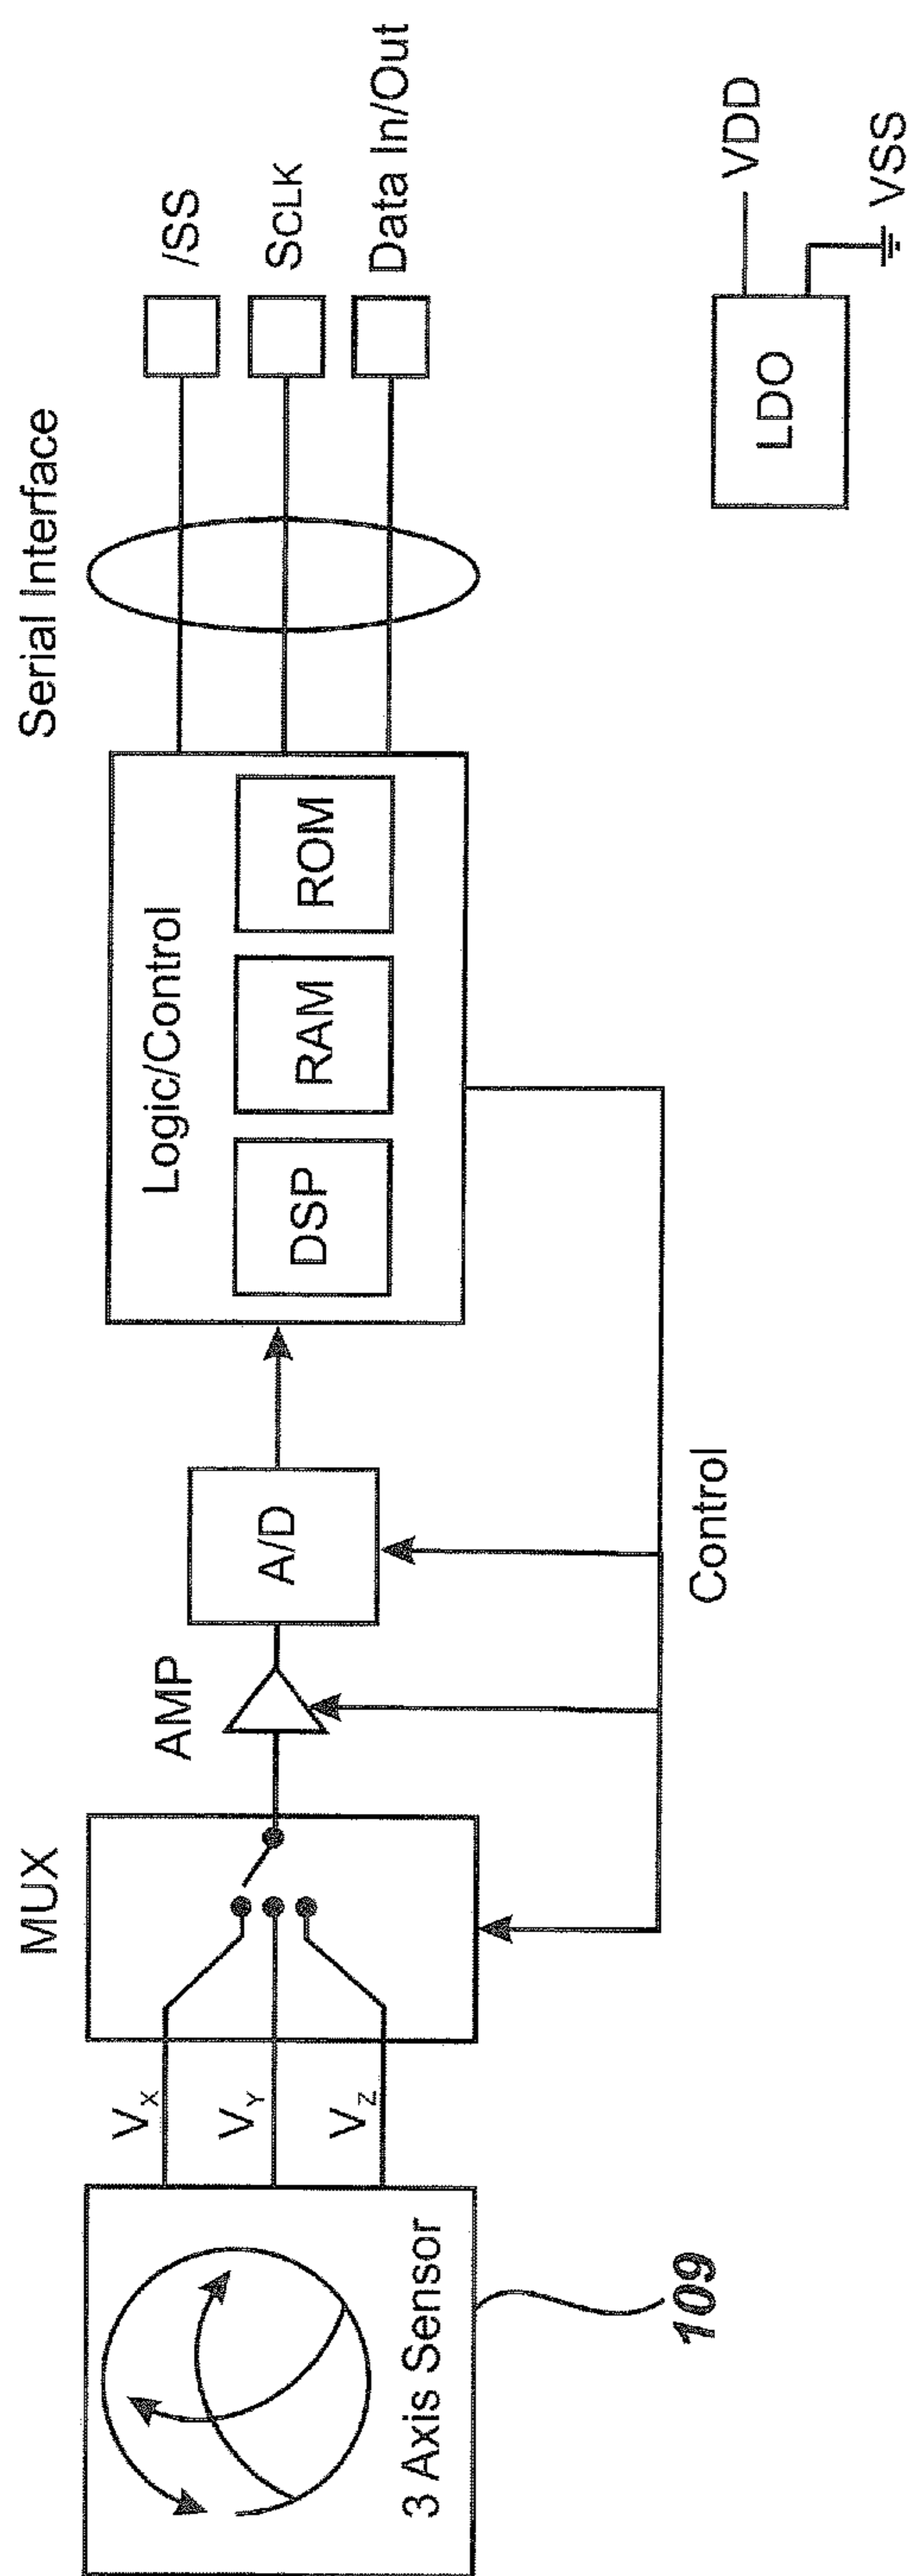 3 Axis Sensor
109
VX
VY
VZ
MUX
AMP
A/D
Control
Logic/Control
DSP
RAM
ROM
Serial Interface
/SS
SCLK
Data In/Out
LDO
VDD
VSS